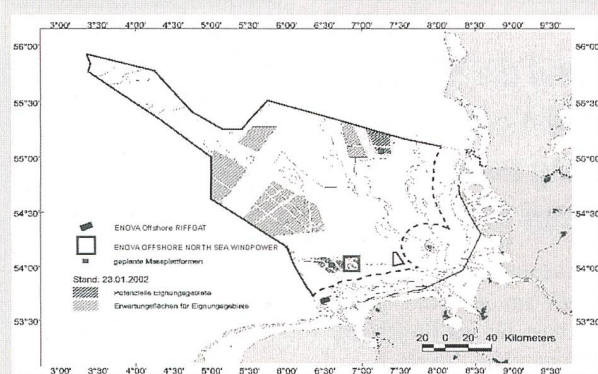 3°00' 3°30' 4°00' 4°30' 5°00' 5°30' 6°00' 6°30' 7°00' 7°30' 8°00' 8°30' 9°00' 9°30'
56°00' 56°00'
55°30' 55°30'
55°00' 55°00'
54°30' 54°30'
ENOVA Offshore RIFFGAT
ENOVA OFFSHORE NORTH SEA WINDPOWER
geplante Messplattformen
54°00' 54°00'
Stand: 23.01.2002
Potenzielle Eignungsgebiete
Erwartungsflächen für Eignungsgebiete
53°30' 53°30'
20 0 20 40 Kilometers
3°00' 3°30' 4°00' 4°30' 5°00' 5°30' 6°00' 6°30' 7°00' 7°30' 8°00' 8°30' 9°00' 9°30'